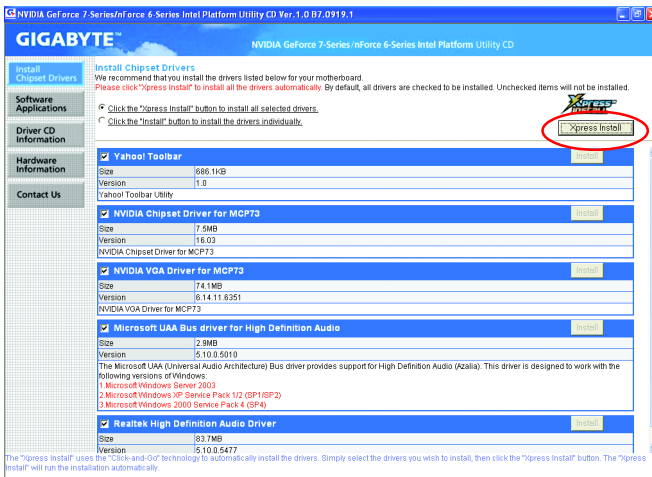 NVIDIA GeForce 7-Series/nForce 6-Series Intel Platform Utility CD Ver.1.0 B7.0919.1
GIGABYTE™
NVIDIA GeForce 7-Series/nForce 6-Series Intel Platform Utility CD
Install
Chipset Drivers
Software
Applications
Driver CD
Information
Hardware
Information
Contact Us
Install Chipset Drivers
We recommend that you install the drivers listed below for your motherboard.
Please click "Xpress Install" to install all the drivers automatically. By default, all drivers are checked to be installed. Unchecked items will not be installed.
Click the "Xpress Install" button to install all selected drivers.
Click the "Install" button to install the drivers individually.
Xpress
Install
Xpress Install
Yahoo! Toolbar
Install
Size 686.1KB
Version 1.0
Yahoo! Toolbar Utility
NVIDIA Chipset Driver for MCP73
Install
Size 7.5MB
Version 16.03
NVIDIA Chipset Driver for MCP73
NVIDIA VGA Driver for MCP73
Install
Size 74.1MB
Version 6.14.11.6351
NVIDIA VGA Driver for MCP73
Microsoft UAA Bus driver for High Definition Audio
Install
Size 2.9MB
Version 5.10.0.5010
The Microsoft UAA (Universal Audio Architecture) Bus driver provides support for High Definition Audio (Azalia). This driver is designed to work with the
following versions of Windows:
1.Microsoft Windows Server 2003
2.Microsoft Windows XP Service Pack 1/2 (SP1/SP2)
3.Microsoft Windows 2000 Service Pack 4 (SP4)
Realtek High Definition Audio Driver
Install
Size 83.7MB
Version 5.10.0.5477
The "Xpress Install" uses the "Click-and-Go" technology to automatically install the drivers. Simply select the drivers you wish to install, then click the "Xpress Install" button. The "Xpress
Install" will run the installation automatically.